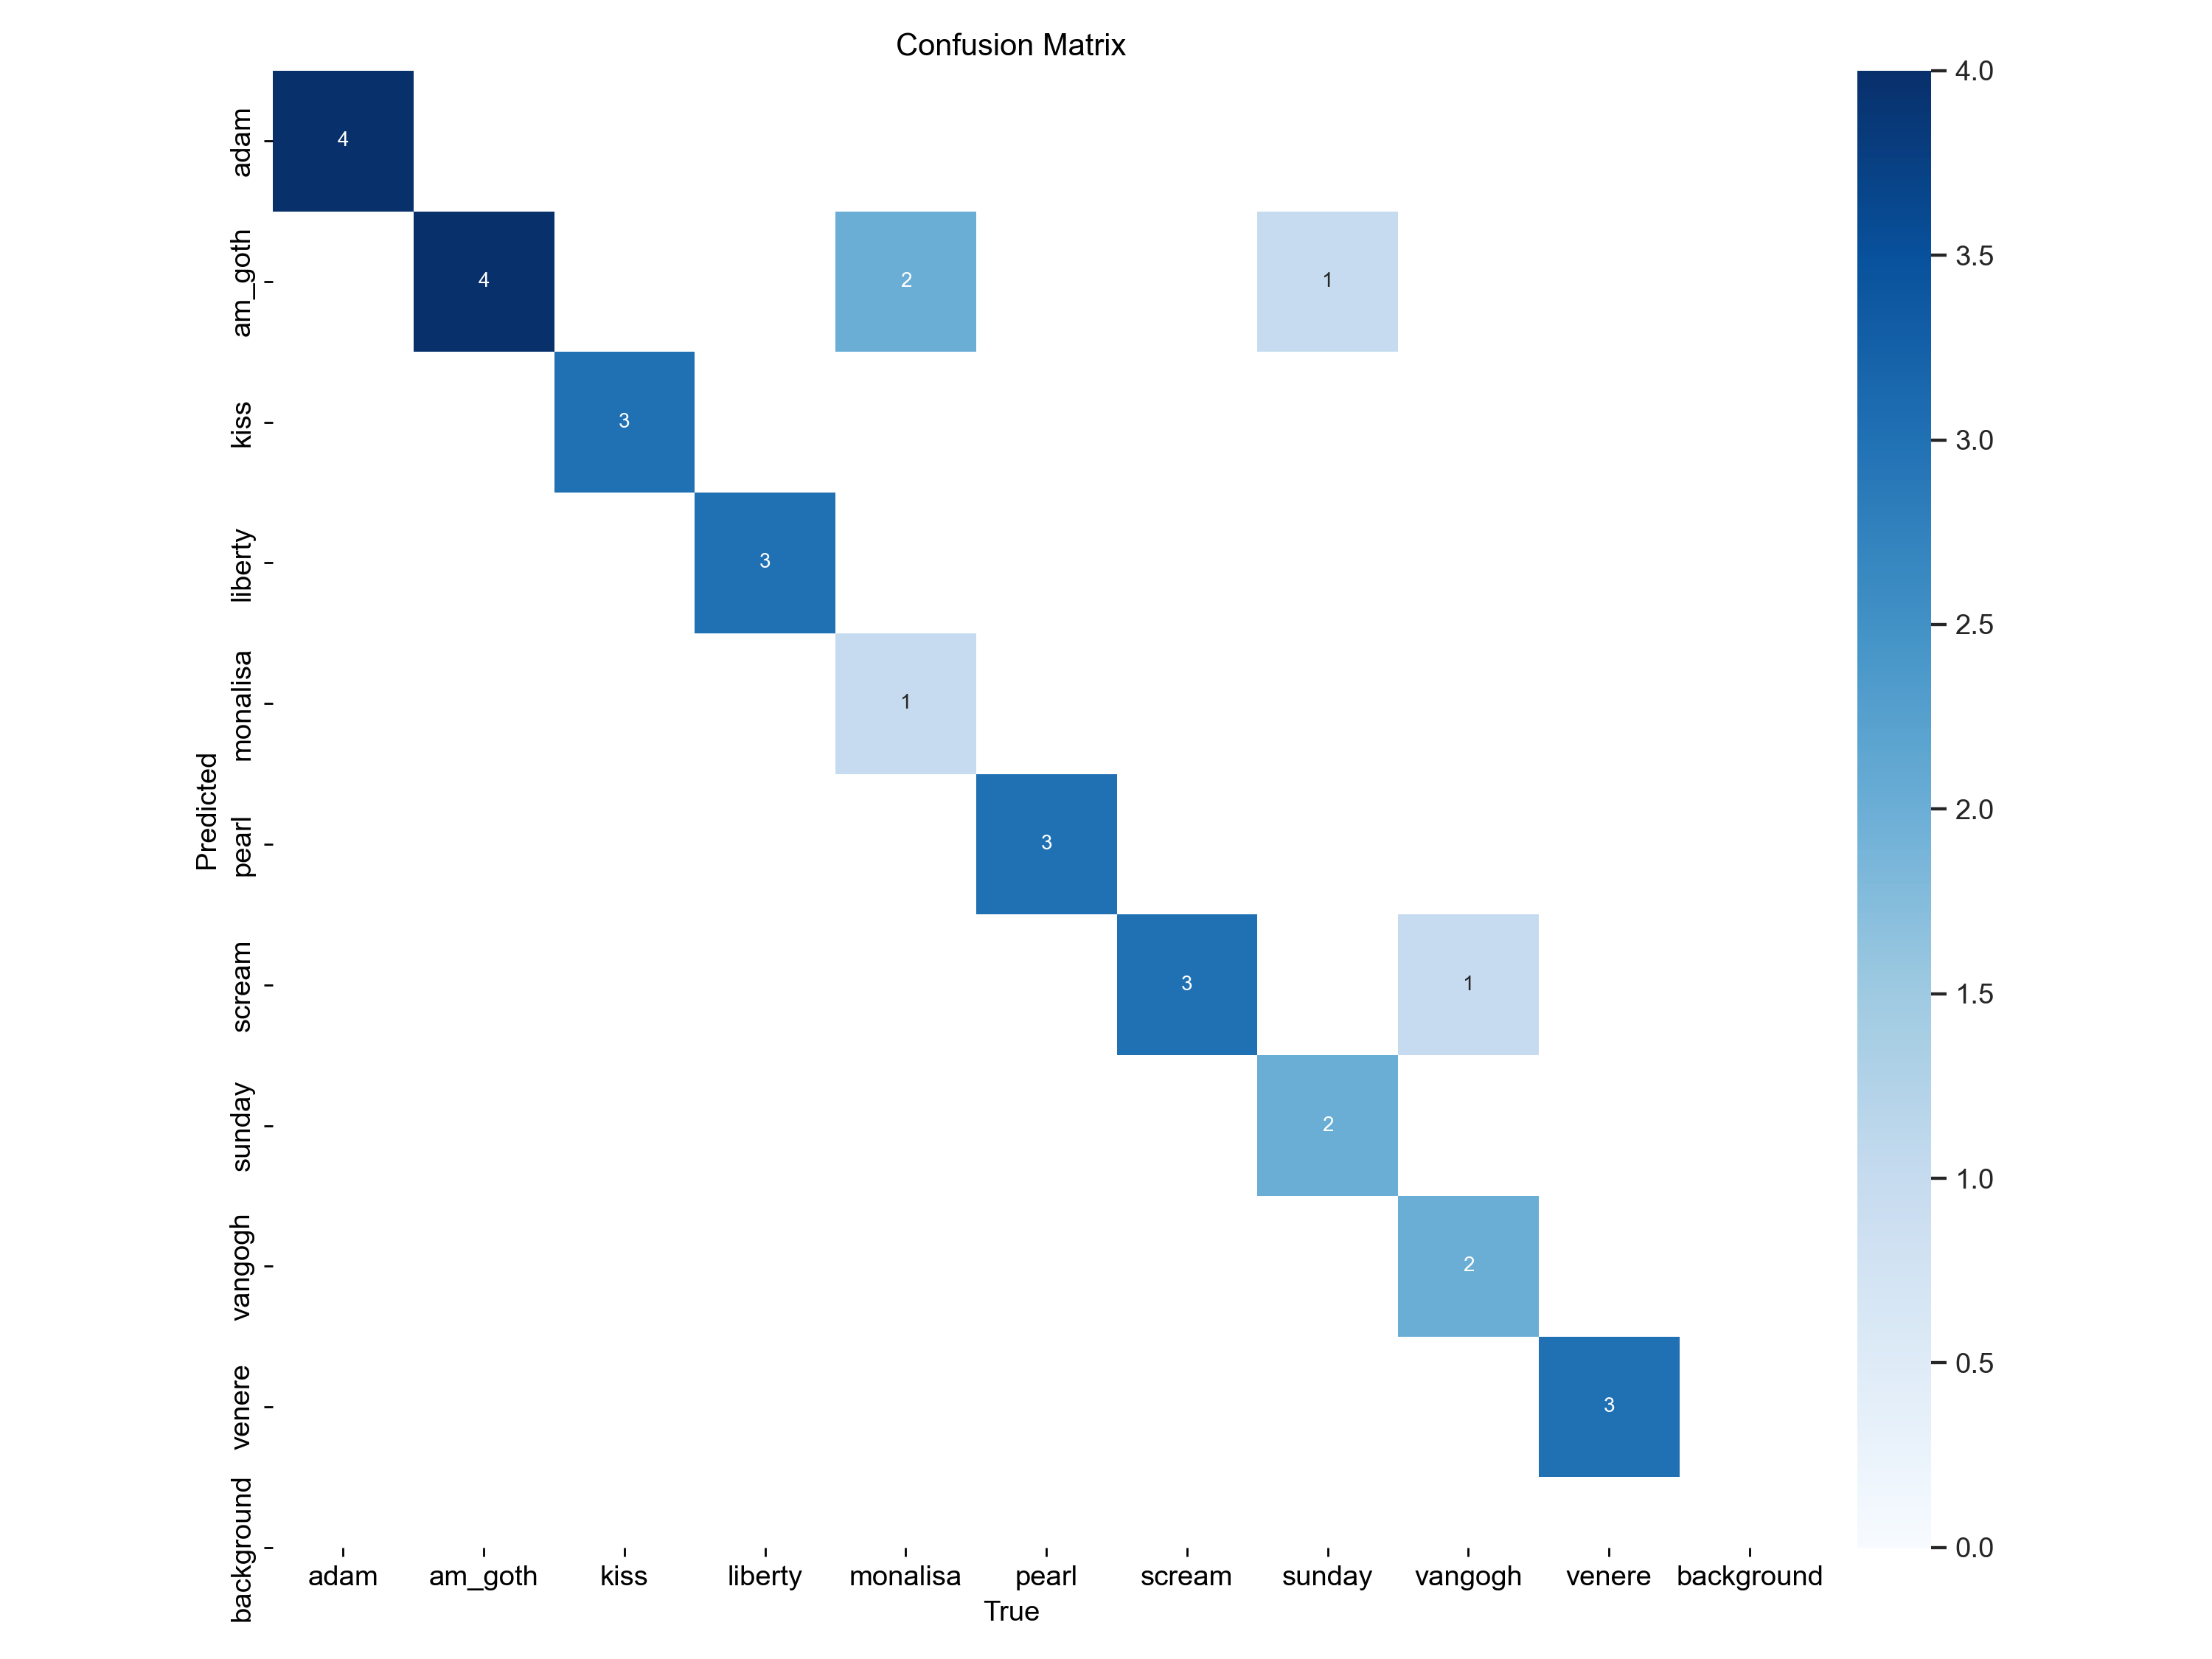 Confusion Matrix
adam
4
am_goth
4 2 1
kiss
3
liberty
3
monalisa
1
pearl
3
scream
3 1
sunday
2
vangogh
2
venere
3
background
Predicted
adam am_goth kiss liberty monalisa pearl scream sunday vangogh venere background
True
4.0
3.5
3.0
2.5
2.0
1.5
1.0
0.5
0.0